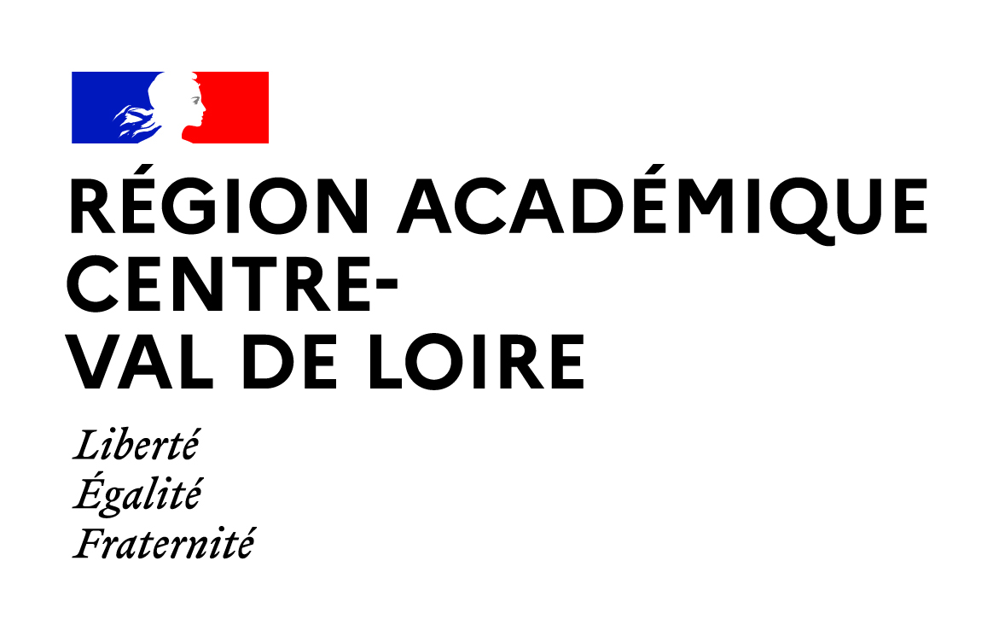 RÉGION ACADÉMIQUE
CENTRE-
VAL DE LOIRE
Liberté
Égalité
Fraternité